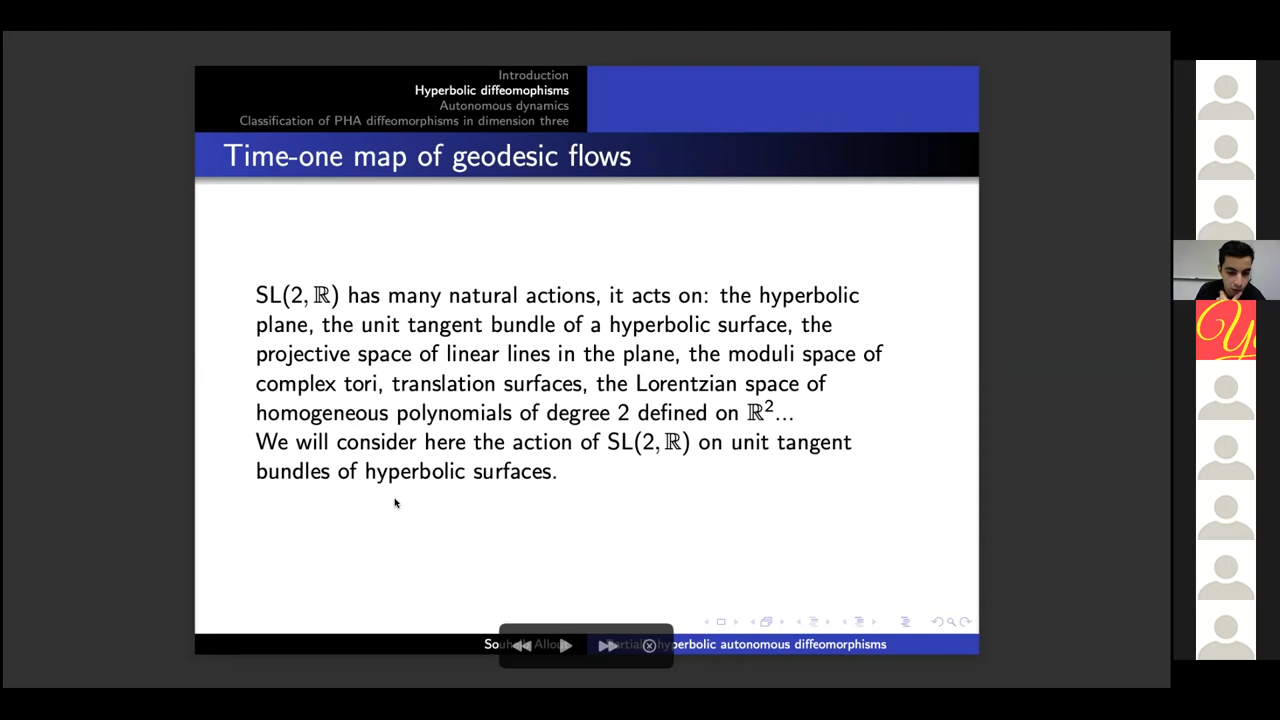 Introduction
Hyperbolic diffeomophisms
Autonomous dynamics
Classification of PHA diffeomorphisms in dimension three
Time-one map of geodesic flows
SL(2, ℝ) has many natural actions, it acts on: the hyperbolic
plane, the unit tangent bundle of a hyperbolic surface, the
projective space of linear lines in the plane, the moduli space of
complex tori, translation surfaces, the Lorentzian space of
homogeneous polynomials of degree 2 defined on ℝ²...
We will consider here the action of SL(2, ℝ) on unit tangent
bundles of hyperbolic surfaces.
hyperbolic autonomous diffeomorphisms